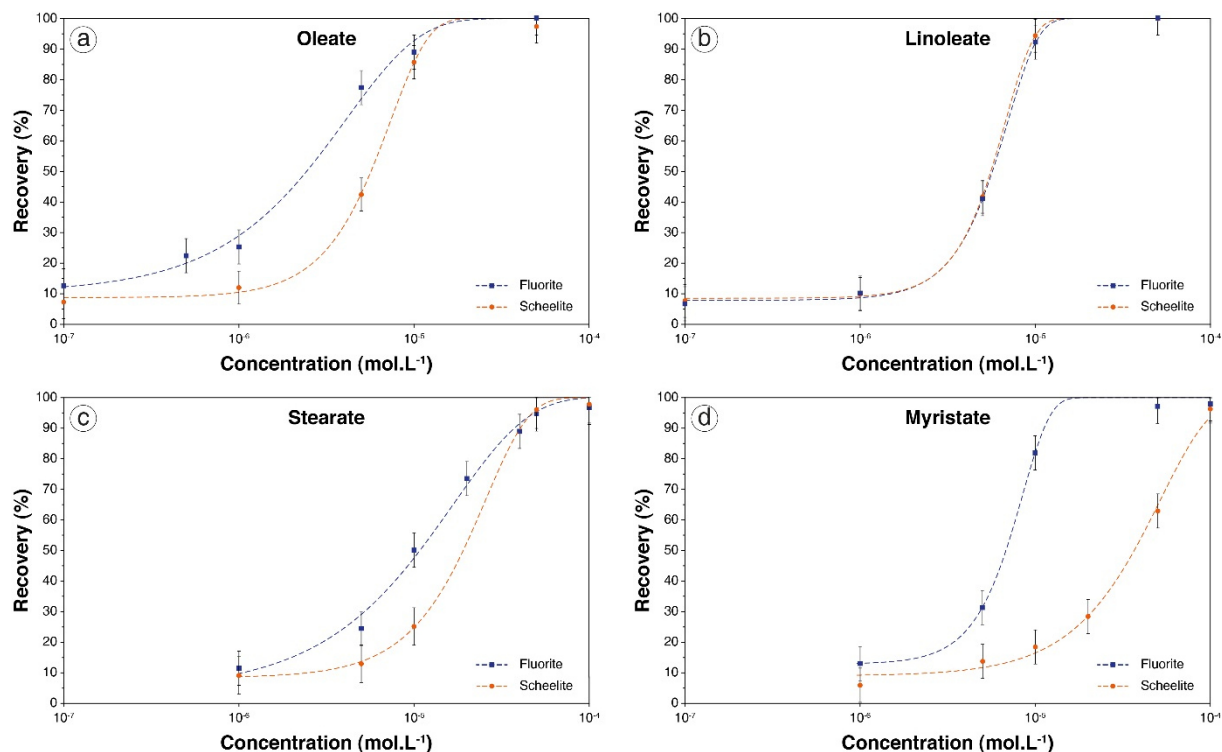 a
Oleate
Recovery (%)
100
90
80
70
60
50
40
30
20
10
0
Fluorite
Scheelite
10⁻⁷
10⁻⁶
10⁻⁵
10⁻⁴
Concentration (mol.L⁻¹)
b
Linoleate
Recovery (%)
100
90
80
70
60
50
40
30
20
10
0
Fluorite
Scheelite
10⁻⁷
10⁻⁶
10⁻⁵
10⁻⁴
Concentration (mol.L⁻¹)
c
Stearate
Recovery (%)
100
90
80
70
60
50
40
30
20
10
0
Fluorite
Scheelite
10⁻⁷
10⁻⁶
10⁻⁵
10⁻⁴
Concentration (mol.L⁻¹)
d
Myristate
Recovery (%)
100
90
80
70
60
50
40
30
20
10
0
Fluorite
Scheelite
10⁻⁷
10⁻⁶
10⁻⁵
10⁻⁴
Concentration (mol.L⁻¹)